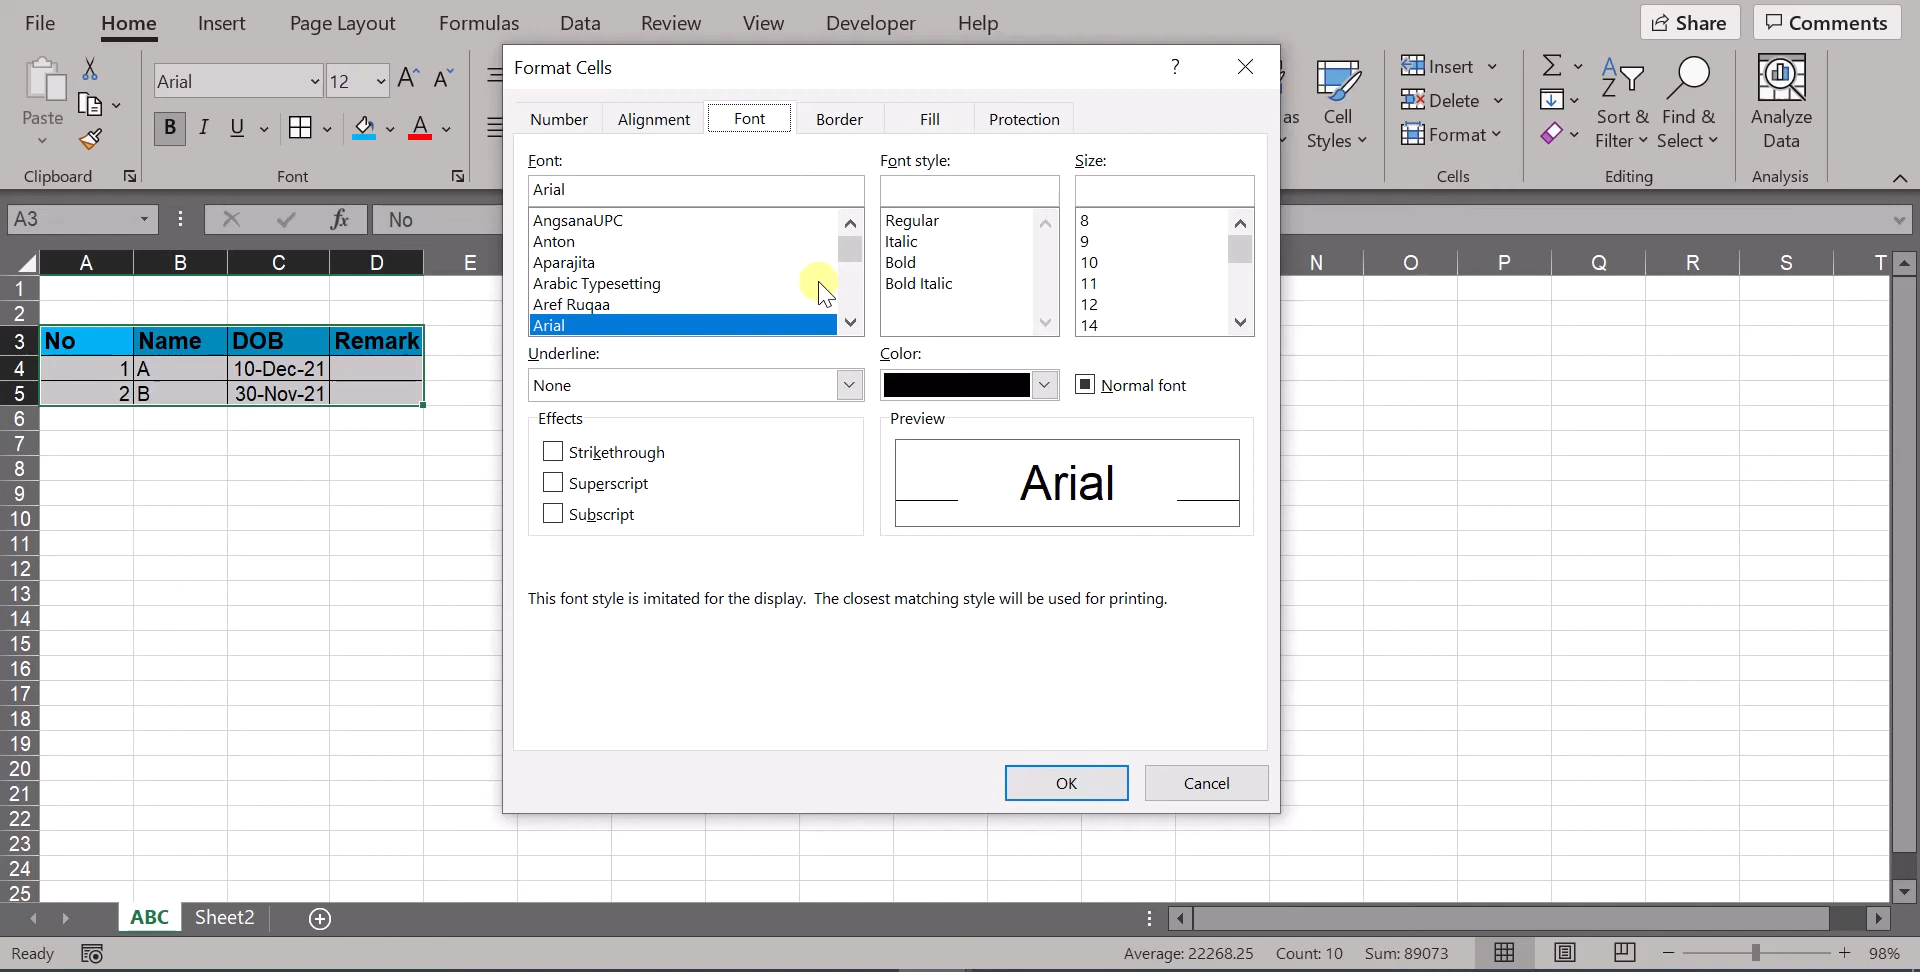 File Home Insert Page Layout Formulas Data Review View Developer Help Share Comments
Paste
Clipboard
Arial 12
B I U A
Font
as
Cell
Styles
Insert
Delete
Format
Cells
Sort &
Filter
Find &
Select
Editing
Analyze
Data
Analysis
A3 fx No
Format Cells ?
Number Alignment Font Border Fill Protection
Font: Font style: Size:
Arial
AngsanaUPC Regular 8
Anton Italic 9
Aparajita Bold 10
Arabic Typesetting Bold Italic 11
Aref Ruqaa 12
Arial 14
Underline: Color:
None Normal font
Effects Preview
Strikethrough
Superscript
Subscript
Arial
This font style is imitated for the display. The closest matching style will be used for printing.
OK Cancel
A B C D E N O P Q R S T
1
2
3 No Name DOB Remark
4 1 A 10-Dec-21
5 2 B 30-Nov-21
6
7
8
9
10
11
12
13
14
15
16
17
18
19
20
21
22
23
24
25
ABC Sheet2
Ready Average: 22268.25 Count: 10 Sum: 89073 98%